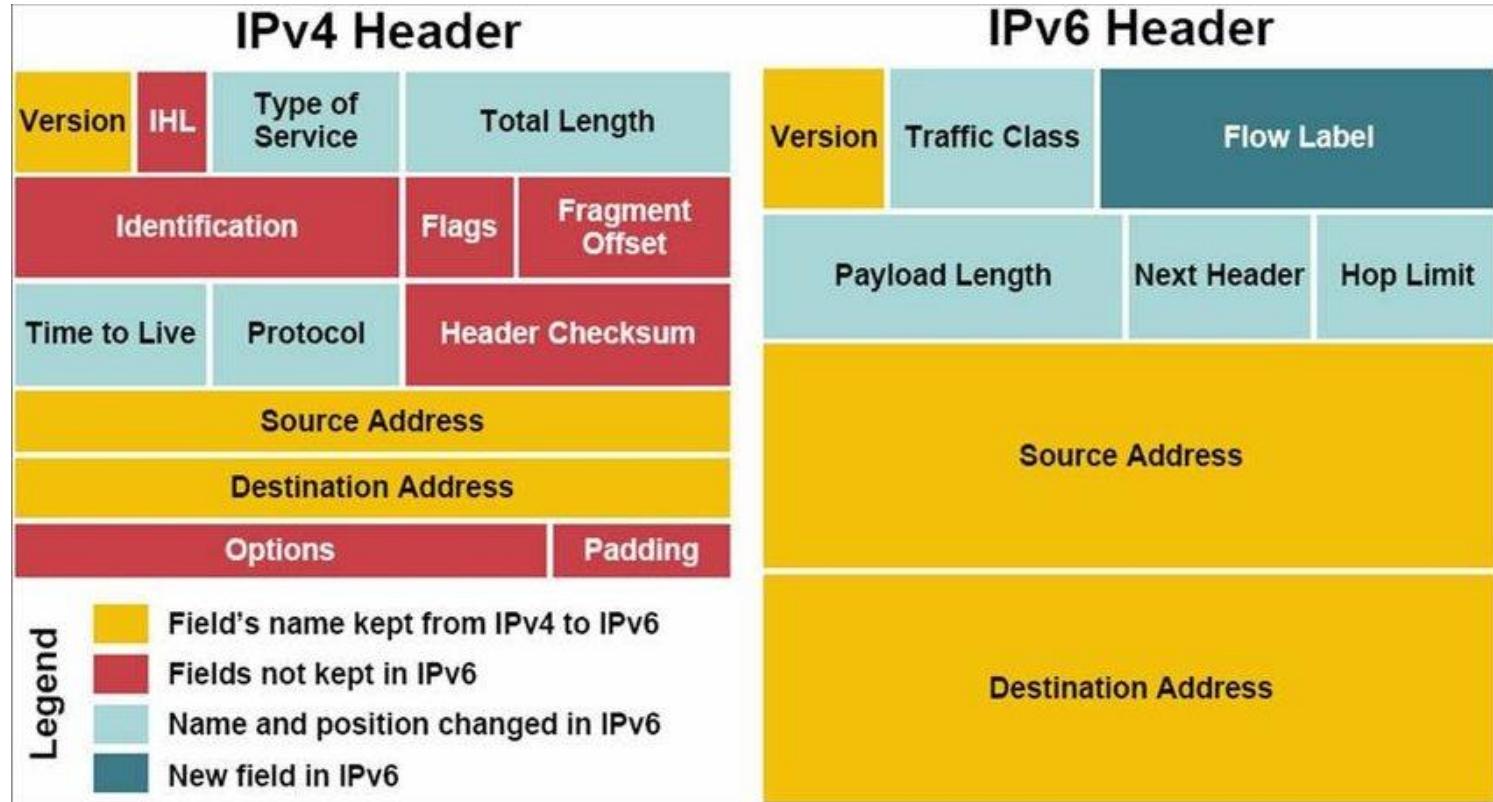 IPv4 Header
Version
IHL
Type of
Service
Total Length
Identification
Flags
Fragment
Offset
Time to Live
Protocol
Header Checksum
Source Address
Destination Address
Options
Padding
Legend
Field's name kept from IPv4 to IPv6
Fields not kept in IPv6
Name and position changed in IPv6
New field in IPv6
IPv6 Header
Version
Traffic Class
Flow Label
Payload Length
Next Header
Hop Limit
Source Address
Destination Address